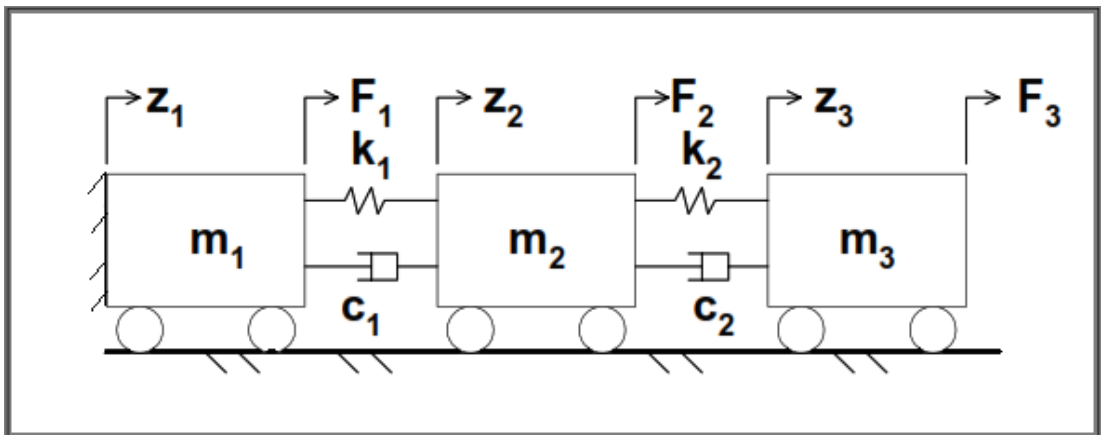 z₁ F₁ z₂ F₂ z₃ F₃
k₁ k₂
m₁ m₂ m₃
c₁ c₂